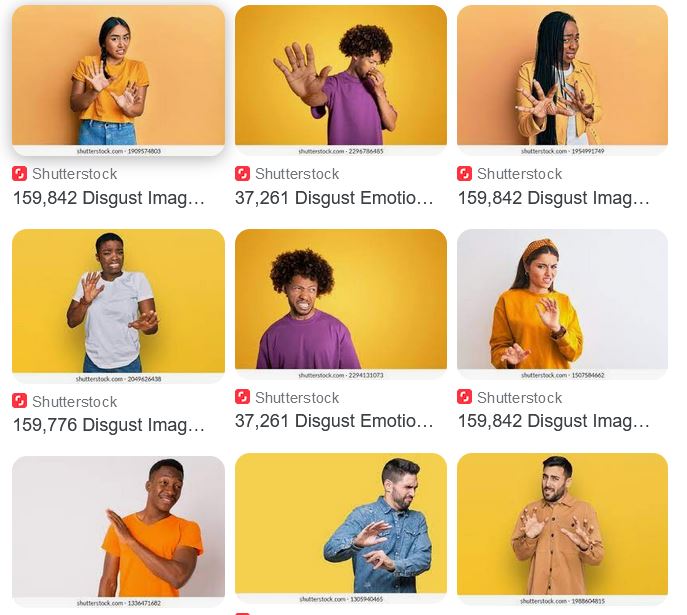 shutterstock.com · 1909574803
shutterstock.com · 2296786485
shutterstock.com · 1954991749
Shutterstock
Shutterstock
Shutterstock
159,842 Disgust Imag...
37,261 Disgust Emotio...
159,842 Disgust Imag...
shutterstock.com · 2049626438
shutterstock.com · 2294131073
shutterstock.com · 1507584662
Shutterstock
Shutterstock
Shutterstock
159,776 Disgust Imag...
37,261 Disgust Emotio...
159,842 Disgust Imag...
shutterstock.com · 1336471682
shutterstock.com · 1305940465
shutterstock.com · 1988604815